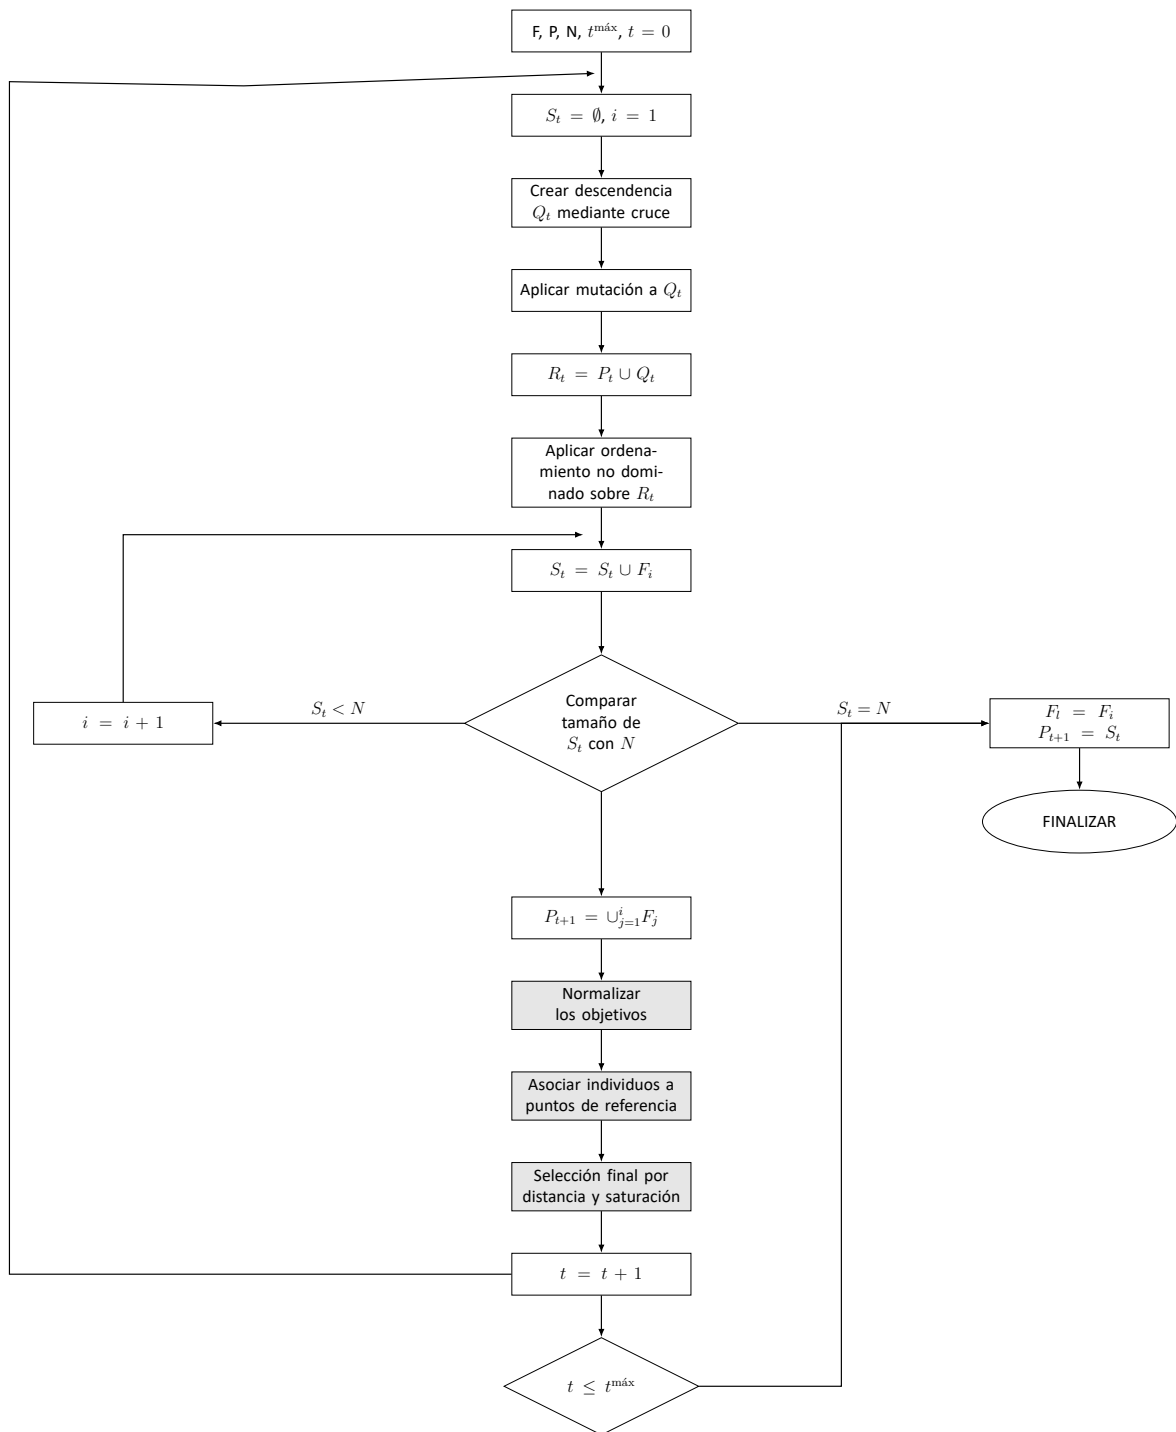 F, P, N, t^máx, t = 0
S_t = ∅, i = 1
Crear descendencia
Q_t mediante cruce
Aplicar mutación a Q_t
R_t = P_t ∪ Q_t
Aplicar ordena-
miento no domi-
nado sobre R_t
S_t = S_t ∪ F_i
i = i + 1
S_t < N
Comparar
tamaño de
S_t con N
S_t = N
F_l = F_i
P_{t+1} = S_t
FINALIZAR
P_{t+1} = ∪_{j=1}^i F_j
Normalizar
los objetivos
Asociar individuos a
puntos de referencia
Selección final por
distancia y saturación
t = t + 1
t ≤ t^máx